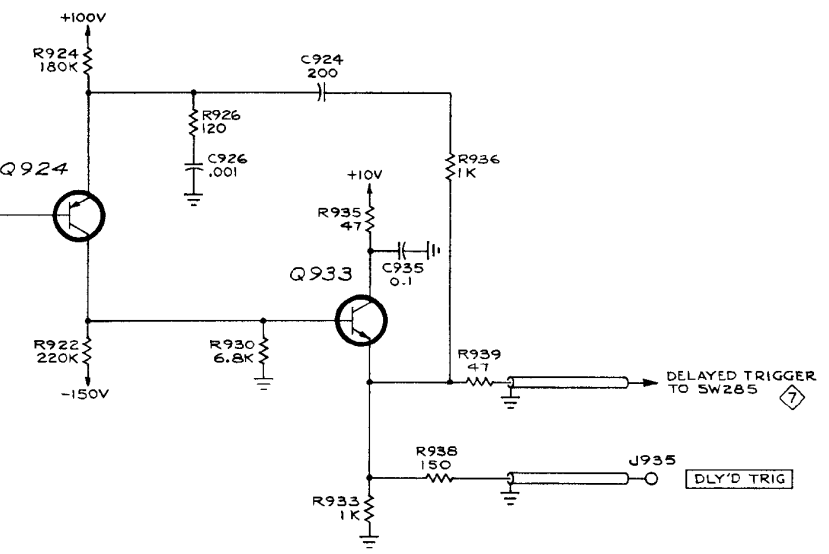 +100V
R924
180K
C924
200
R926
120
C926
.001
Q924
+10V
R936
1K
R935
47
C935
0.1
Q933
R922
220K
R930
6.8K
-150V
R939
47
DELAYED TRIGGER
TO SW285
7
R938
150
J935
DLY'D TRIG
R933
1K